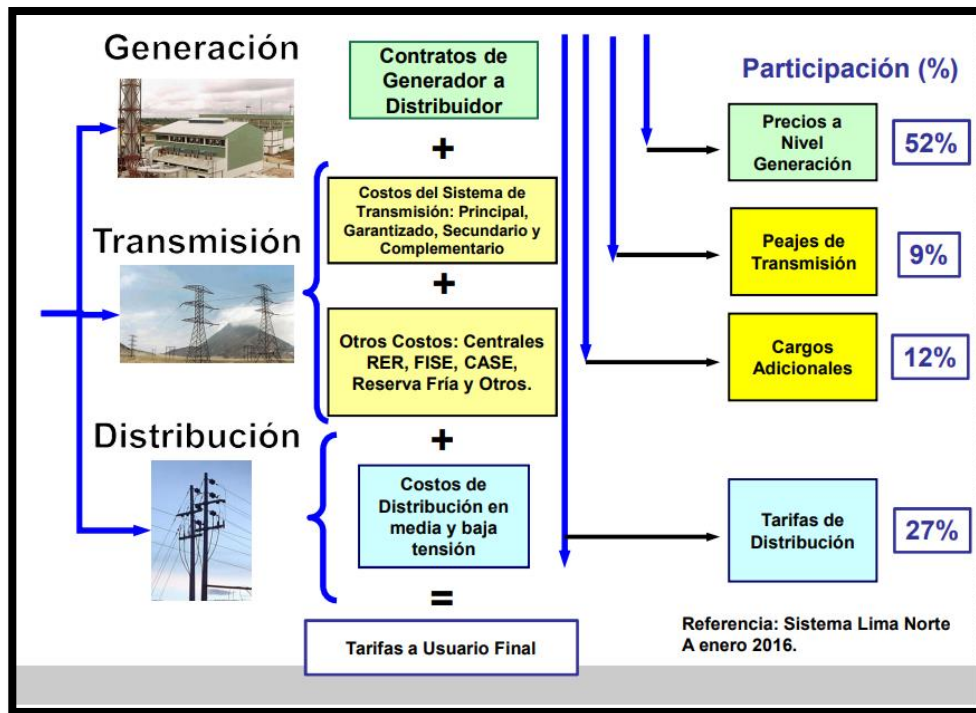 Generación
Contratos de
Generador a
Distribuidor
+
Transmisión
Costos del Sistema de
Transmisión: Principal,
Garantizado, Secundario y
Complementario
+
Otros Costos: Centrales
RER, FISE, CASE,
Reserva Fría y Otros.
+
Distribución
Costos de
Distribución en
media y baja
tensión
=
Tarifas a Usuario Final
Participación (%)
Precios a
Nivel
Generación
52%
Peajes de
Transmisión
9%
Cargos
Adicionales
12%
Tarifas de
Distribución
27%
Referencia: Sistema Lima Norte
A enero 2016.